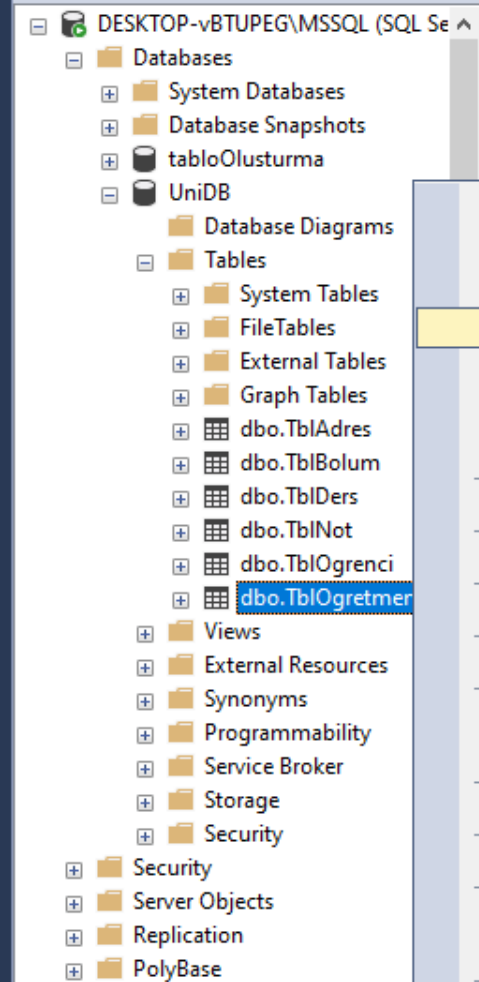 DESKTOP-vBTUPEG\MSSQL (SQL Se
Databases
System Databases
Database Snapshots
tabloOlusturma
UniDB
Database Diagrams
Tables
System Tables
FileTables
External Tables
Graph Tables
dbo.TblAdres
dbo.TblBolum
dbo.TblDers
dbo.TblNot
dbo.TblOgrenci
dbo.TblOgretmen
Views
External Resources
Synonyms
Programmability
Service Broker
Storage
Security
Security
Server Objects
Replication
PolyBase